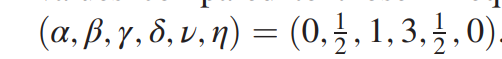 (α, β, γ, δ, ν, η) = (0, 1/2, 1, 3, 1/2, 0).